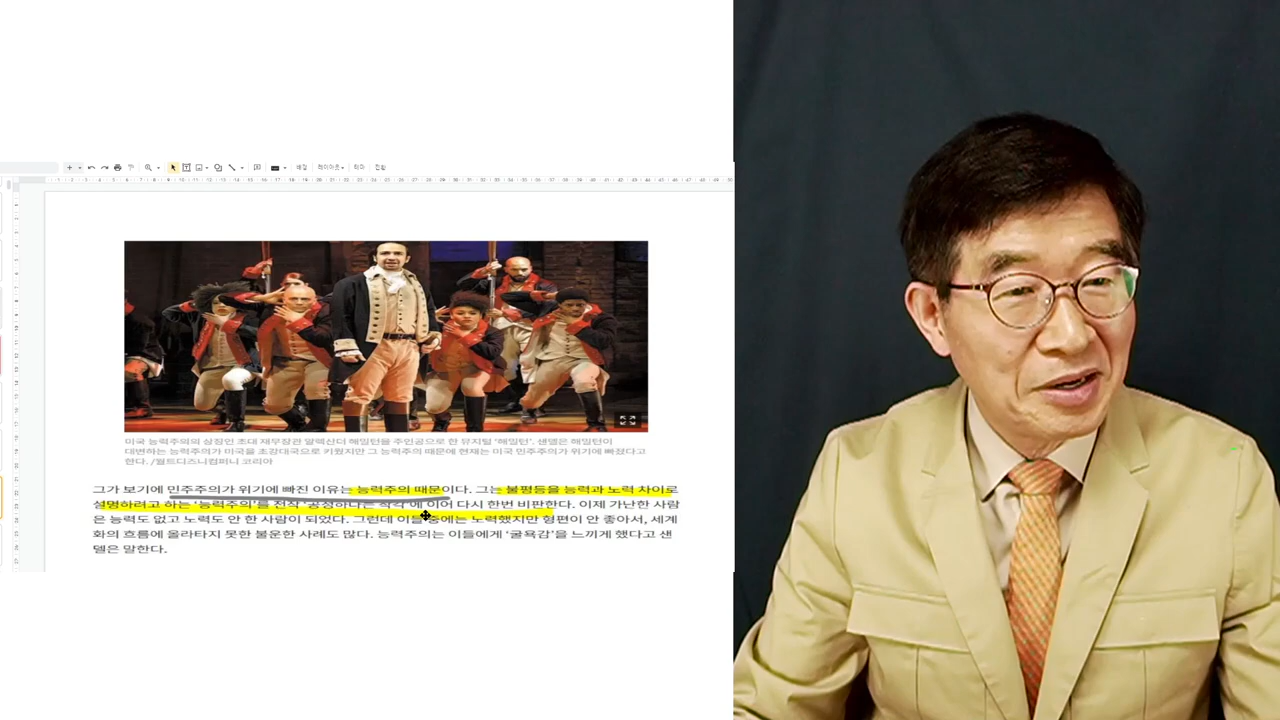 배경
레이아웃
테마
전환
미국 능력주의의 상징인 초대 재무장관 알렉산더 해밀턴을 주인공으로 한 뮤지컬 ‘해밀턴’. 샌델은 해밀턴이
대변하는 능력주의가 미국을 초강대국으로 키웠지만 그 능력주의 때문에 현재는 미국 민주주의가 위기에 빠졌다고
한다. /월트디즈니컴퍼니 코리아
그가 보기에 민주주의가 위기에 빠진 이유는 능력주의 때문이다. 그는 불평등을 능력과 노력 차이로
설명하려고 하는 ‘능력주의’를 전작 ‘공정하다는 착각’에 이어 다시 한번 비판한다. 이제 가난한 사람
은 능력도 없고 노력도 안 한 사람이 되었다. 그런데 이들 중에는 노력했지만 형편이 안 좋아서, 세계
화의 흐름에 올라타지 못한 불운한 사례도 많다. 능력주의는 이들에게 ‘굴욕감’을 느끼게 했다고 샌
델은 말한다.